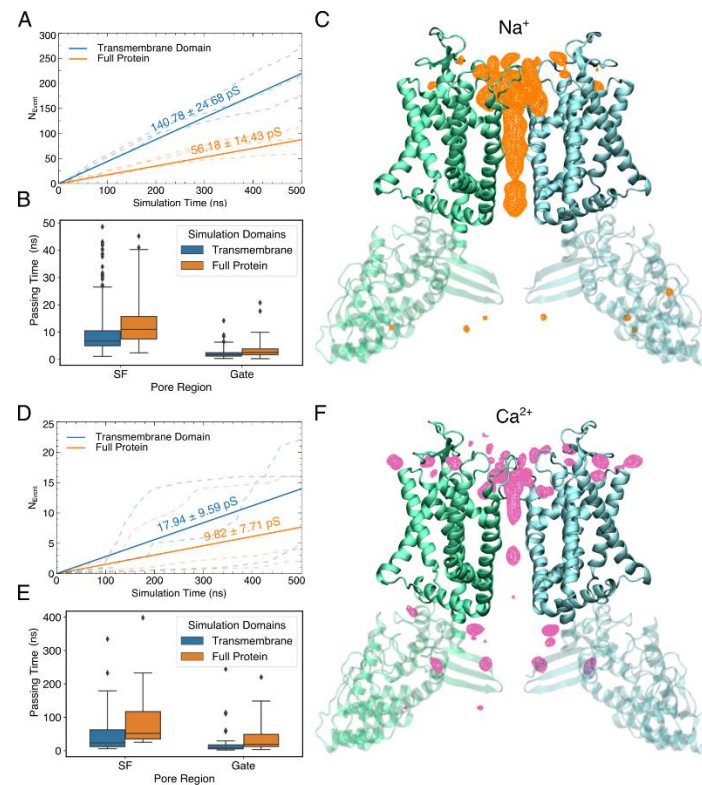 A
300
250
200
150
100
50
0
N_Event
Transmembrane Domain
Full Protein
140.78 ± 24.68 pS
56.18 ± 14.43 pS
0 100 200 300 400 500
Simulation Time (ns)
B
50
40
30
20
10
0
Passing Time (ns)
Simulation Domains
Transmembrane
Full Protein
SF Gate
Pore Region
C
Na⁺
D
25
20
15
10
5
0
N_Event
Transmembrane Domain
Full Protein
17.94 ± 9.59 pS
9.82 ± 7.71 pS
0 100 200 300 400 500
Simulation Time (ns)
E
400
300
200
100
0
Passing Time (ns)
Simulation Domains
Transmembrane
Full Protein
SF Gate
Pore Region
F
Ca²⁺